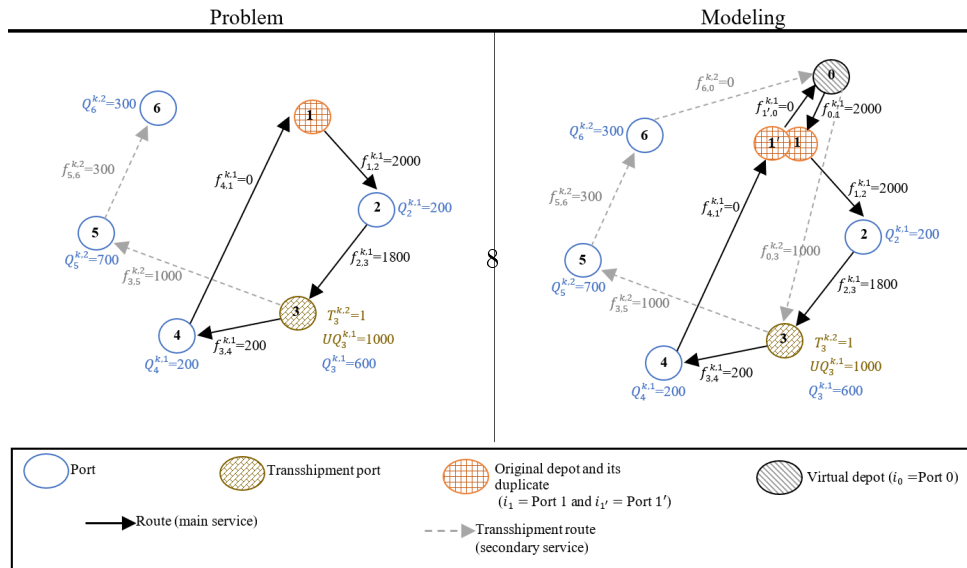 Problem
Modeling
Q_6^{k,2}=300
6
1
f_{5,6}^{k,2}=300
f_{4,1}^{k,1}=0
f_{1,2}^{k,1}=2000
2
Q_2^{k,1}=200
5
Q_5^{k,2}=700
f_{3,5}^{k,2}=1000
f_{2,3}^{k,1}=1800
3
T_3^{k,2}=1
UQ_3^{k,1}=1000
Q_3^{k,1}=600
4
f_{3,4}^{k,1}=200
Q_4^{k,1}=200
8
f_{6,0}^{k,2}=0
0
f_{1',0}^{k,1}=0
f_{0,1}^{k,1}=2000
Q_6^{k,2}=300
6
1'
1
f_{5,6}^{k,2}=300
f_{4,1'}^{k,1}=0
f_{1,2}^{k,1}=2000
2
Q_2^{k,1}=200
f_{0,3}^{k,2}=1000
5
Q_5^{k,2}=700
f_{3,5}^{k,2}=1000
f_{2,3}^{k,1}=1800
3
T_3^{k,2}=1
UQ_3^{k,1}=1000
Q_3^{k,1}=600
4
f_{3,4}^{k,1}=200
Q_4^{k,1}=200
Port
Transshipment port
Original depot and its
duplicate
(i_1 = Port 1 and i_{1'} = Port 1')
Virtual depot (i_0 =Port 0)
Route (main service)
Transshipment route
(secondary service)